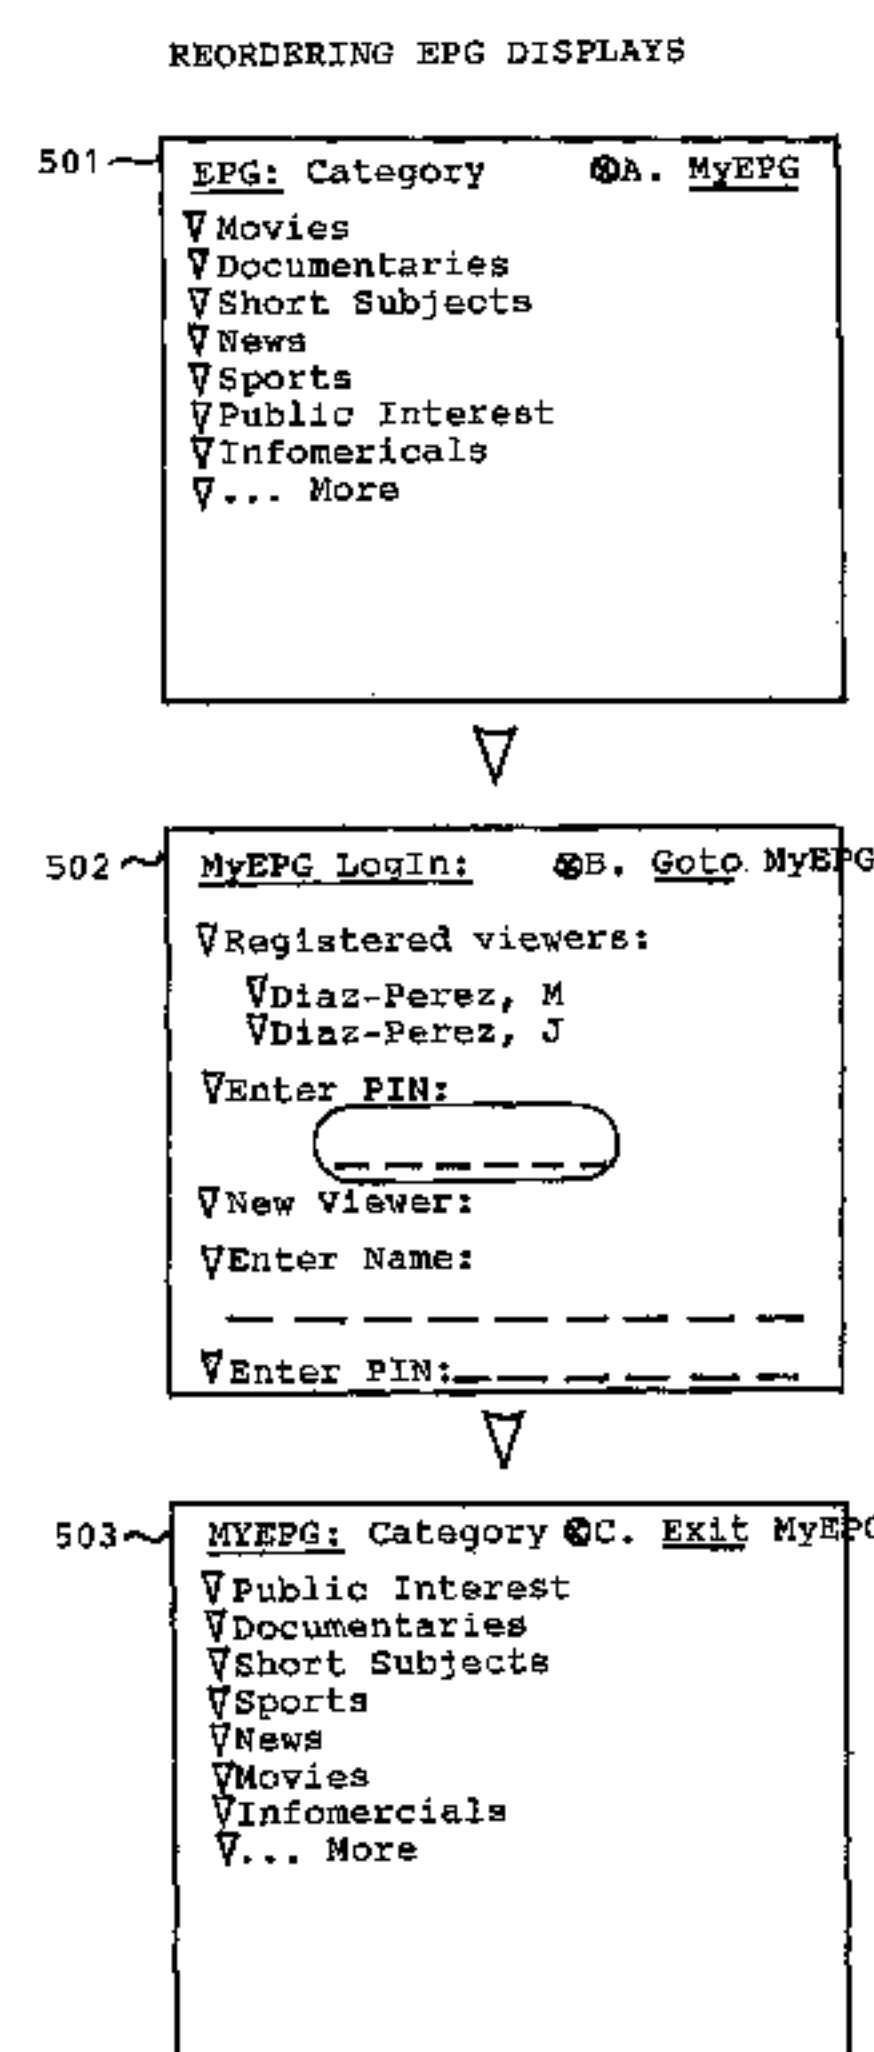 REORDERING EPG DISPLAYS
501 EPG: Category ⊗A. MyEPG
∇Movies
∇Documentaries
∇Short Subjects
∇News
∇Sports
∇Public Interest
∇Infomericals
∇... More
502 MyEPG LogIn: ⊗B. Goto MyEPG
∇Registered viewers:
∇Diaz-Perez, M
∇Diaz-Perez, J
∇Enter PIN:
∇New Viewer:
∇Enter Name:
∇Enter PIN:
503 MYEPG: Category ⊗C. Exit MyEPG
∇Public Interest
∇Documentaries
∇Short Subjects
∇Sports
∇News
∇Movies
∇Infomercials
∇... More